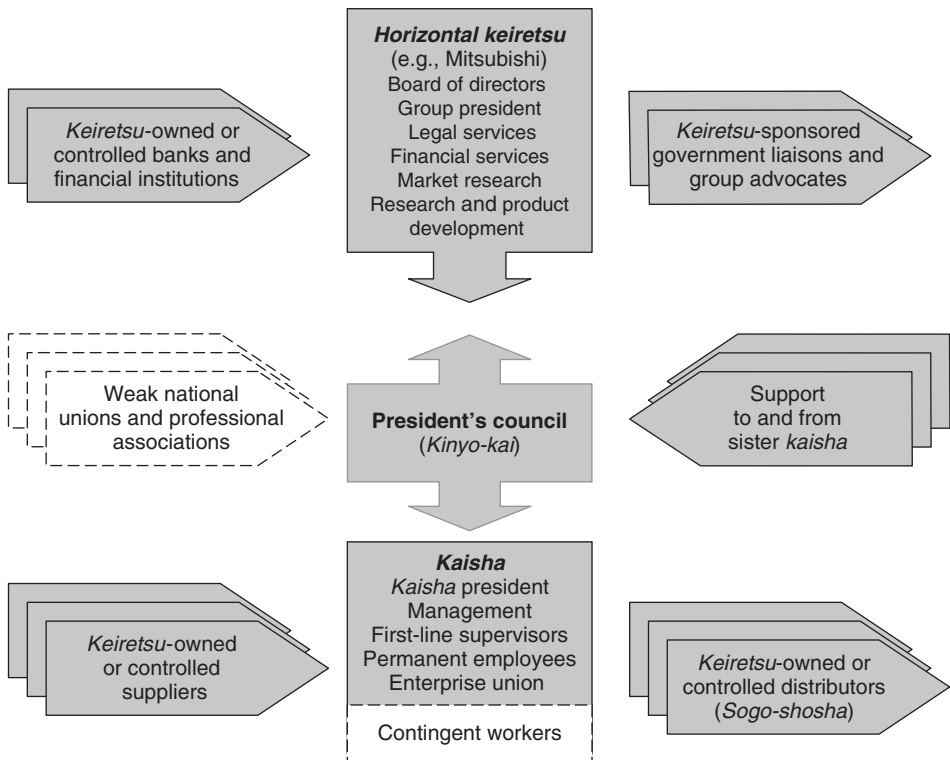 Horizontal keiretsu
(e.g., Mitsubishi)
Board of directors
Group president
Legal services
Financial services
Market research
Research and product
development
Keiretsu-owned or
controlled banks and
financial institutions
Keiretsu-sponsored
government liaisons and
group advocates
Weak national
unions and professional
associations
President's council
(Kinyo-kai)
Support
to and from
sister kaisha
Keiretsu-owned
or controlled
suppliers
Kaisha
Kaisha president
Management
First-line supervisors
Permanent employees
Enterprise union
Contingent workers
Keiretsu-owned or
controlled distributors
(Sogo-shosha)